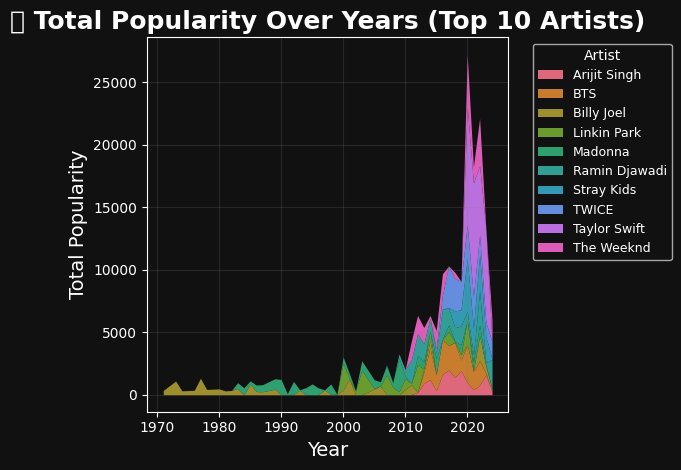 Total Popularity Over Years (Top 10 Artists)
Total Popularity
25000
20000
15000
10000
5000
0
1970 1980 1990 2000 2010 2020
Year
Artist
Arijit Singh
BTS
Billy Joel
Linkin Park
Madonna
Ramin Djawadi
Stray Kids
TWICE
Taylor Swift
The Weeknd